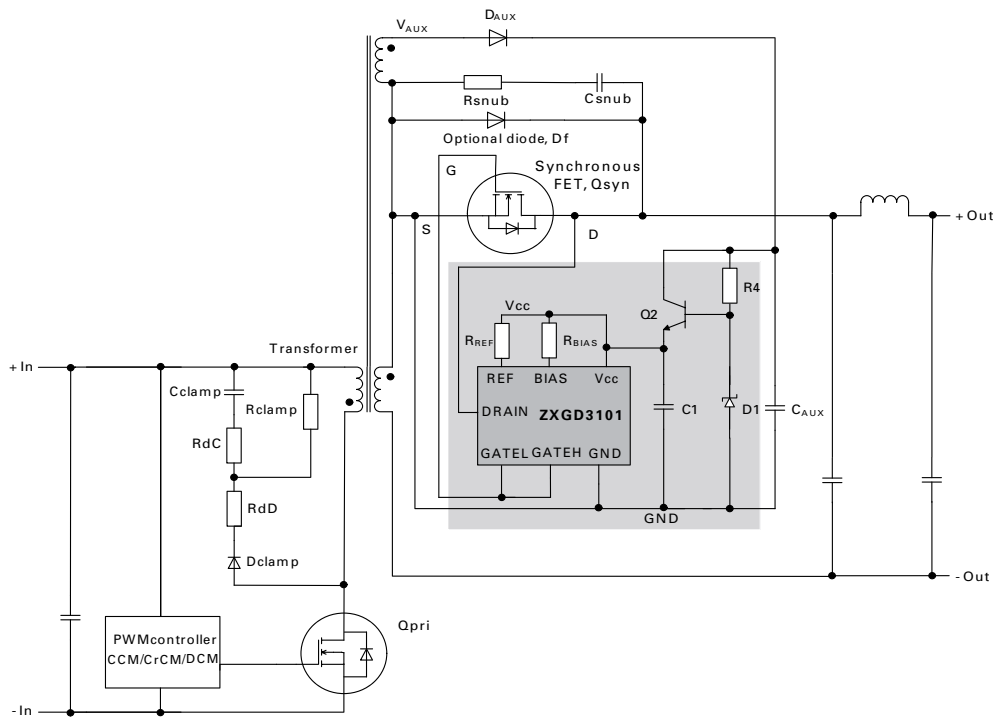 VAUX
DAUX
Rsnub
Csnub
Optional diode, Df
Synchronous
FET, Qsyn
G
S
D
+Out
R4
Q2
Vcc
RREF
RBIAS
Transformer
+In
REF
BIAS
Vcc
Cclamp
Rclamp
DRAIN
ZXGD3101
C1
D1
CAUX
RdC
GATEL
GATEH
GND
RdD
GND
Dclamp
-Out
Qpri
PWMcontroller
CCM/CrCM/DCM
-In